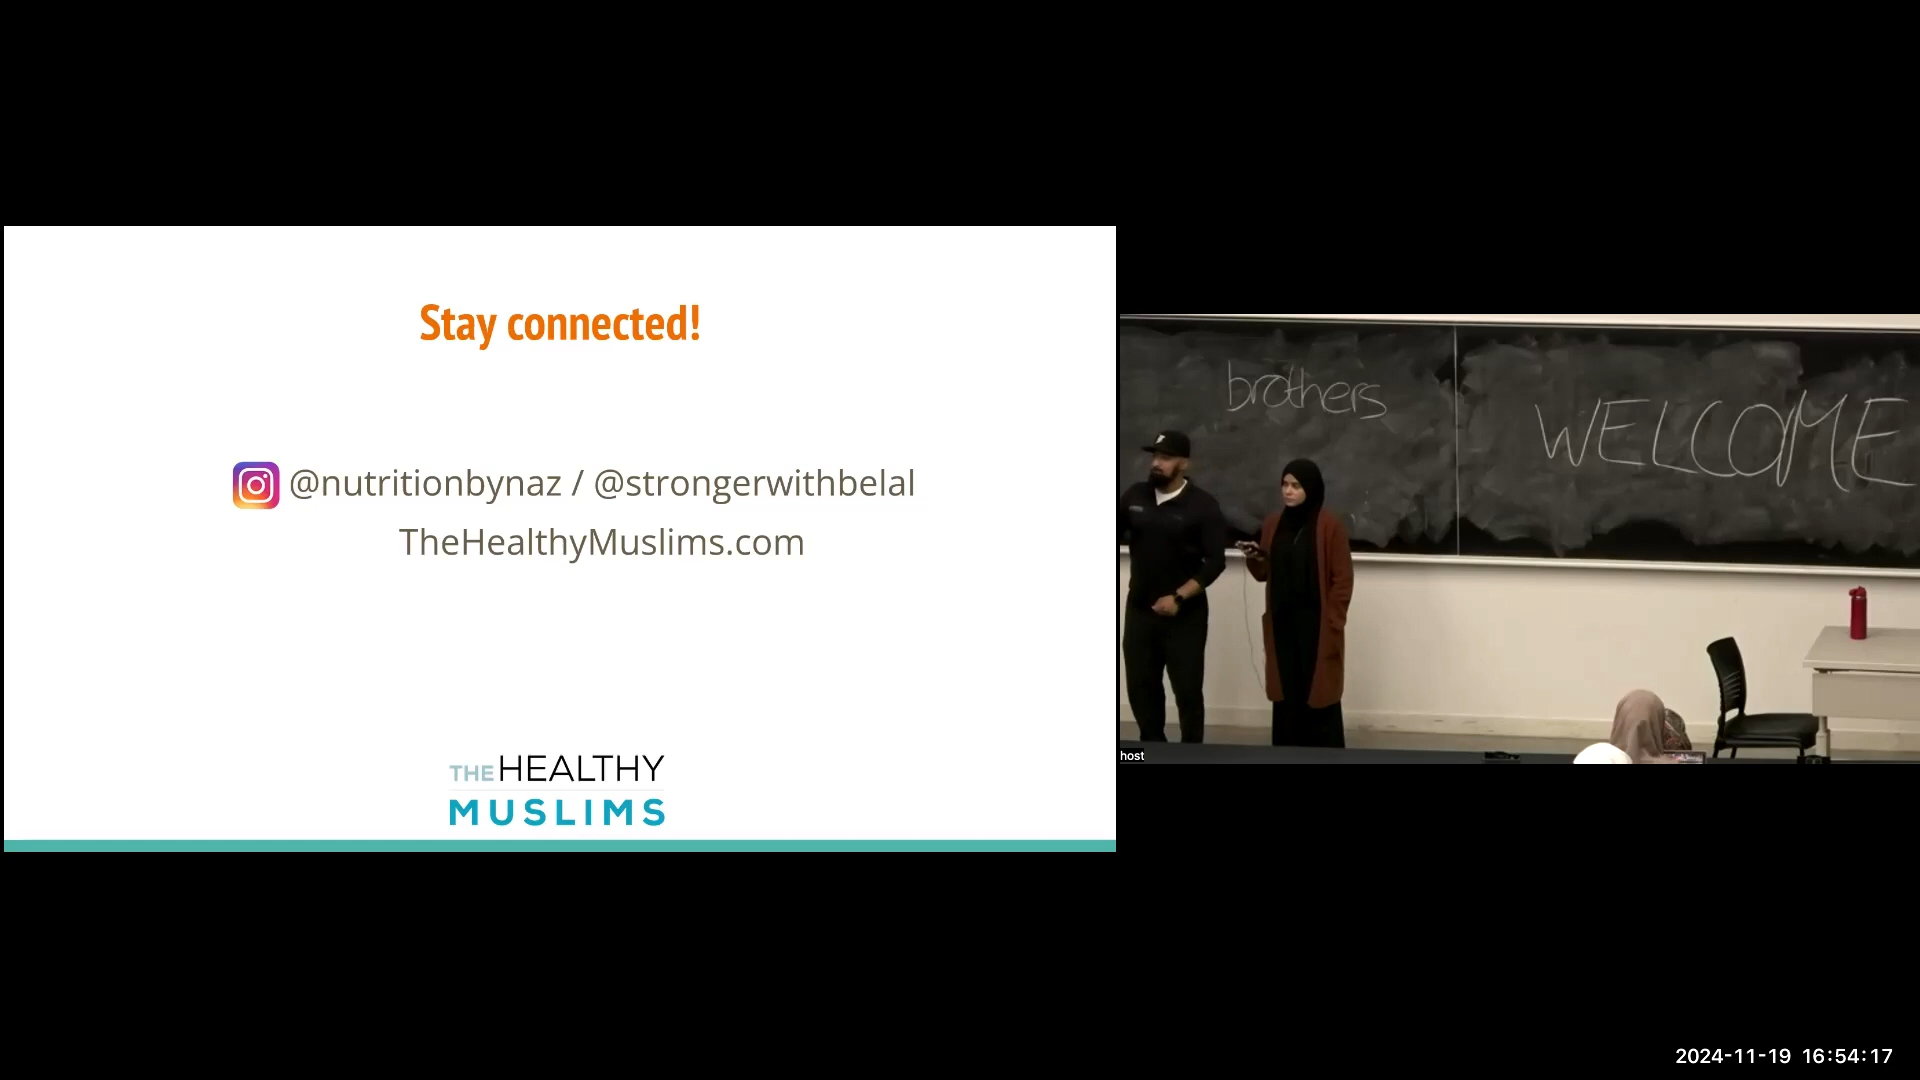 Stay connected!
@nutritionbynaz / @strongerwithbelal
TheHealthyMuslims.com
THE HEALTHY
MUSLIMS
brothers
WELCOME
host
2024-11-19 16:54:17